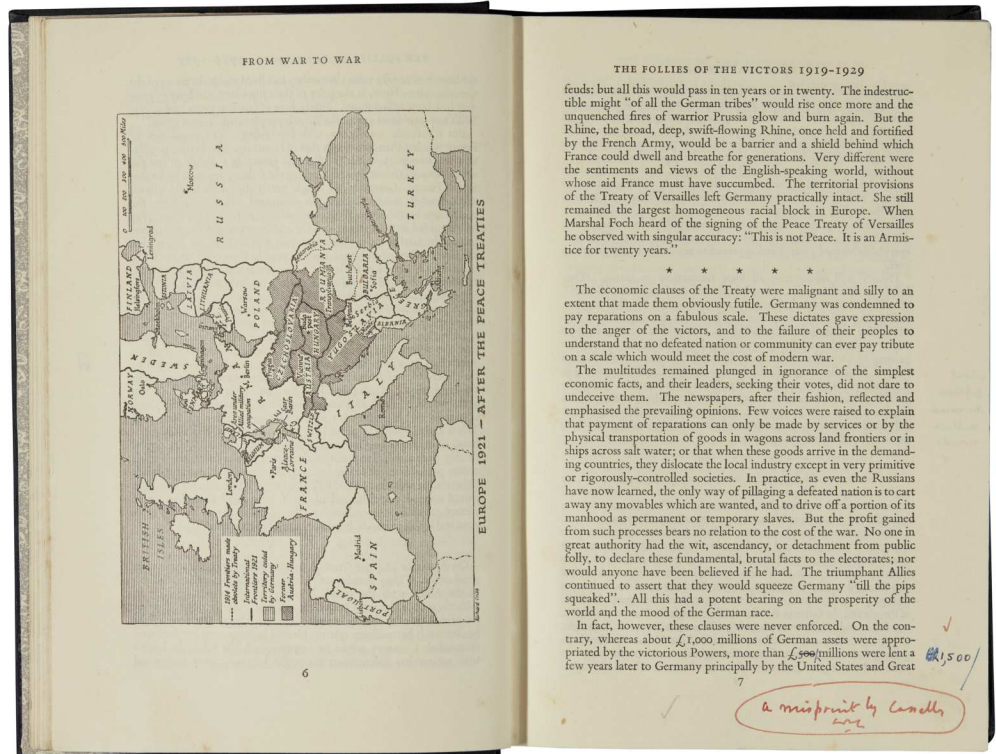 FROM WAR TO WAR
0 100 200 300 400 500 Miles
FINLAND
Helsingfors
Leningrad
ESTONIA
LATVIA
LITHUANIA
Moscow
RUSSIA
NORWAY
Oslo
SWEDEN
Copenhagen
Warsaw
POLAND
BRITISH
ISLES
London
Area under
Allied military
occupation
Berlin
Prague
CZECHOSLOVAKIA
BELGIUM
Paris
Alsace-
Lorraine
Saar
Basin
FRANCE
SWITZ.
AUSTRIA
HUNGARY
ROUMANIA
Bessarabia
Transylvania
Bucharest
BULGARIA
Sofia
YUGOSLAVIA
Serbia
ALBANIA
GREECE
TURKEY
ITALY
Rome
Madrid
SPAIN
PORTUGAL
Lisbon
1914 Frontiers made
obsolete by Treaty
International
Frontiers 1921
Territory ceded
by Germany
Former
Austria-Hungary
EUROPE 1921 – AFTER THE PEACE TREATIES
6
THE FOLLIES OF THE VICTORS 1919–1929
feuds: but all this would pass in ten years or in twenty. The indestruc-
tible might "of all the German tribes" would rise once more and the
unquenched fires of warrior Prussia glow and burn again. But the
Rhine, the broad, deep, swift-flowing Rhine, once held and fortified
by the French Army, would be a barrier and a shield behind which
France could dwell and breathe for generations. Very different were
the sentiments and views of the English-speaking world, without
whose aid France must have succumbed. The territorial provisions
of the Treaty of Versailles left Germany practically intact. She still
remained the largest homogeneous racial block in Europe. When
Marshal Foch heard of the signing of the Peace Treaty of Versailles
he observed with singular accuracy: "This is not Peace. It is an Armis-
tice for twenty years."
* * * * *
The economic clauses of the Treaty were malignant and silly to an
extent that made them obviously futile. Germany was condemned to
pay reparations on a fabulous scale. These dictates gave expression
to the anger of the victors, and to the failure of their peoples to
understand that no defeated nation or community can ever pay tribute
on a scale which would meet the cost of modern war.
The multitudes remained plunged in ignorance of the simplest
economic facts, and their leaders, seeking their votes, did not dare to
undeceive them. The newspapers, after their fashion, reflected and
emphasised the prevailing opinions. Few voices were raised to explain
that payment of reparations can only be made by services or by the
physical transportation of goods in wagons across land frontiers or in
ships across salt water; or that when these goods arrive in the demand-
ing countries, they dislocate the local industry except in very primitive
or rigorously-controlled societies. In practice, as even the Russians
have now learned, the only way of pillaging a defeated nation is to cart
away any movables which are wanted, and to drive off a portion of its
manhood as permanent or temporary slaves. But the profit gained
from such processes bears no relation to the cost of the war. No one in
great authority had the wit, ascendancy, or detachment from public
folly, to declare these fundamental, brutal facts to the electorates; nor
would anyone have been believed if he had. The triumphant Allies
continued to assert that they would squeeze Germany "till the pips
squeaked". All this had a potent bearing on the prosperity of the
world and the mood of the German race.
In fact, however, these clauses were never enforced. On the con-
trary, whereas about £1,000 millions of German assets were appro-
priated by the victorious Powers, more than £500 millions were lent a
1,500/
few years later to Germany principally by the United States and Great
7
a misprint by Cassells